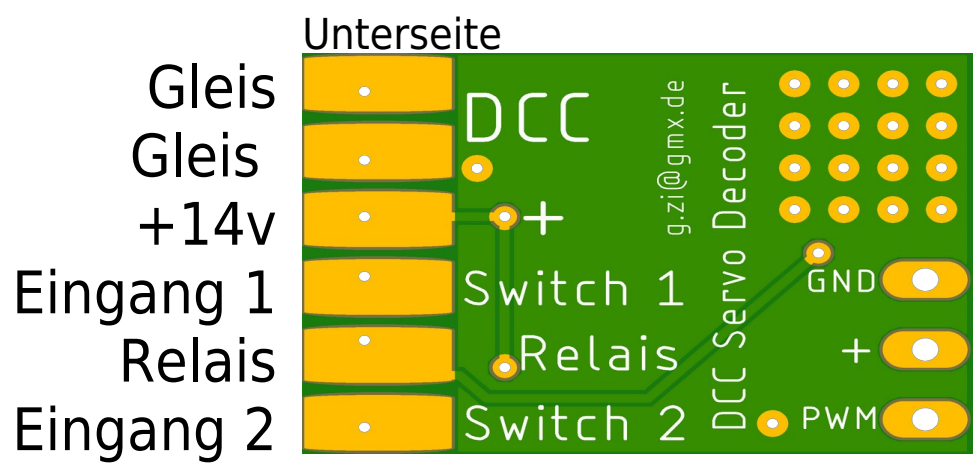 Unterseite
Gleis
Gleis
+14v
Eingang 1
Relais
Eingang 2
DCC
+
Switch 1
Relais
Switch 2
g.zi@gmx.de
DCC Servo Decoder
GND
+
PWM